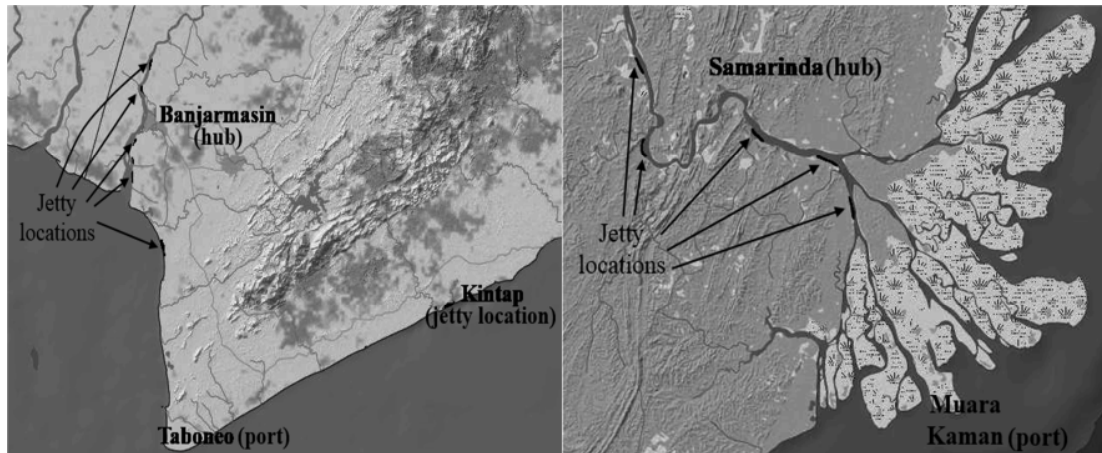 Banjarmasin
(hub)
Jetty
locations
Kintap
(jetty location)
Taboneo (port)
Samarinda (hub)
Jetty
locations
Muara
Kaman (port)